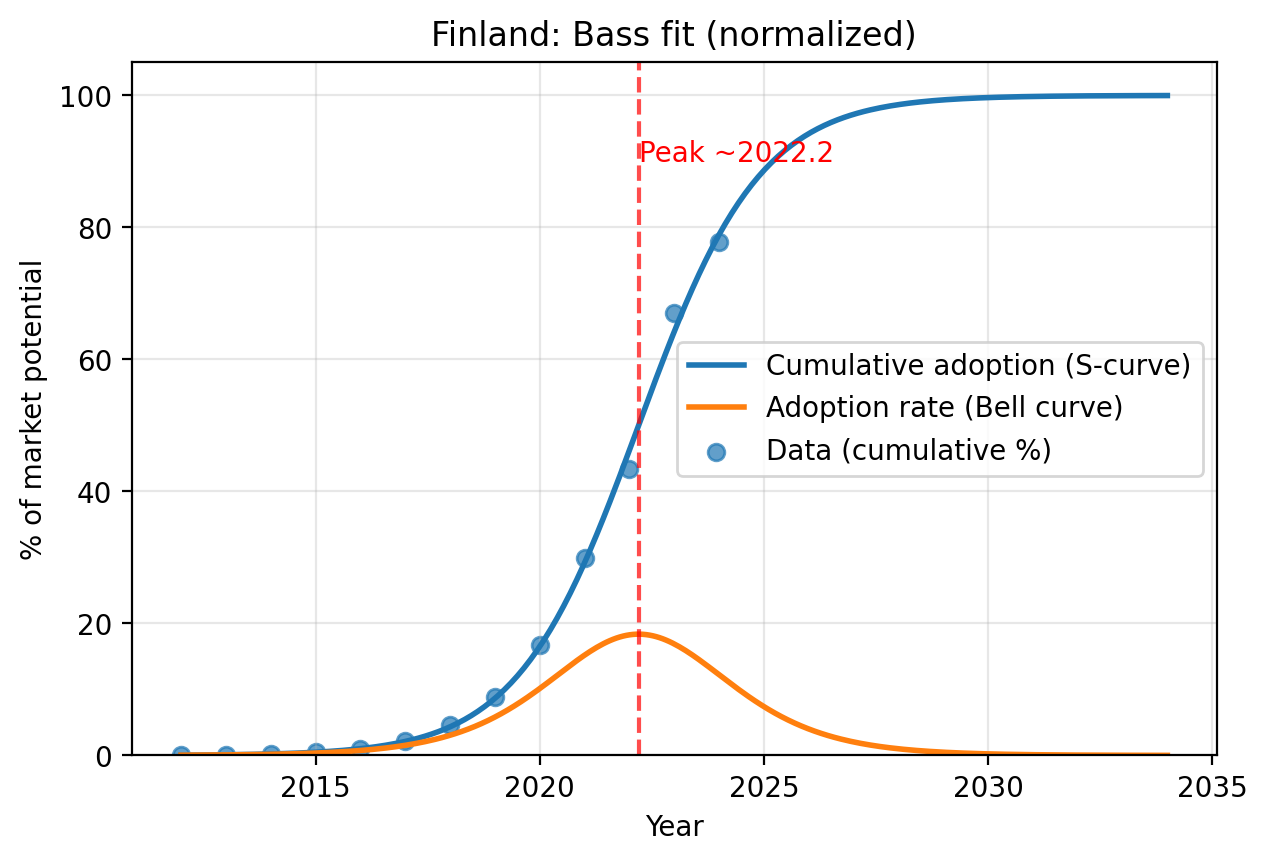 Finland: Bass fit (normalized)
% of market potential
100
80
60
40
20
0
Peak ~2022.2
Cumulative adoption (S-curve)
Adoption rate (Bell curve)
Data (cumulative %)
2015
2020
2025
2030
2035
Year